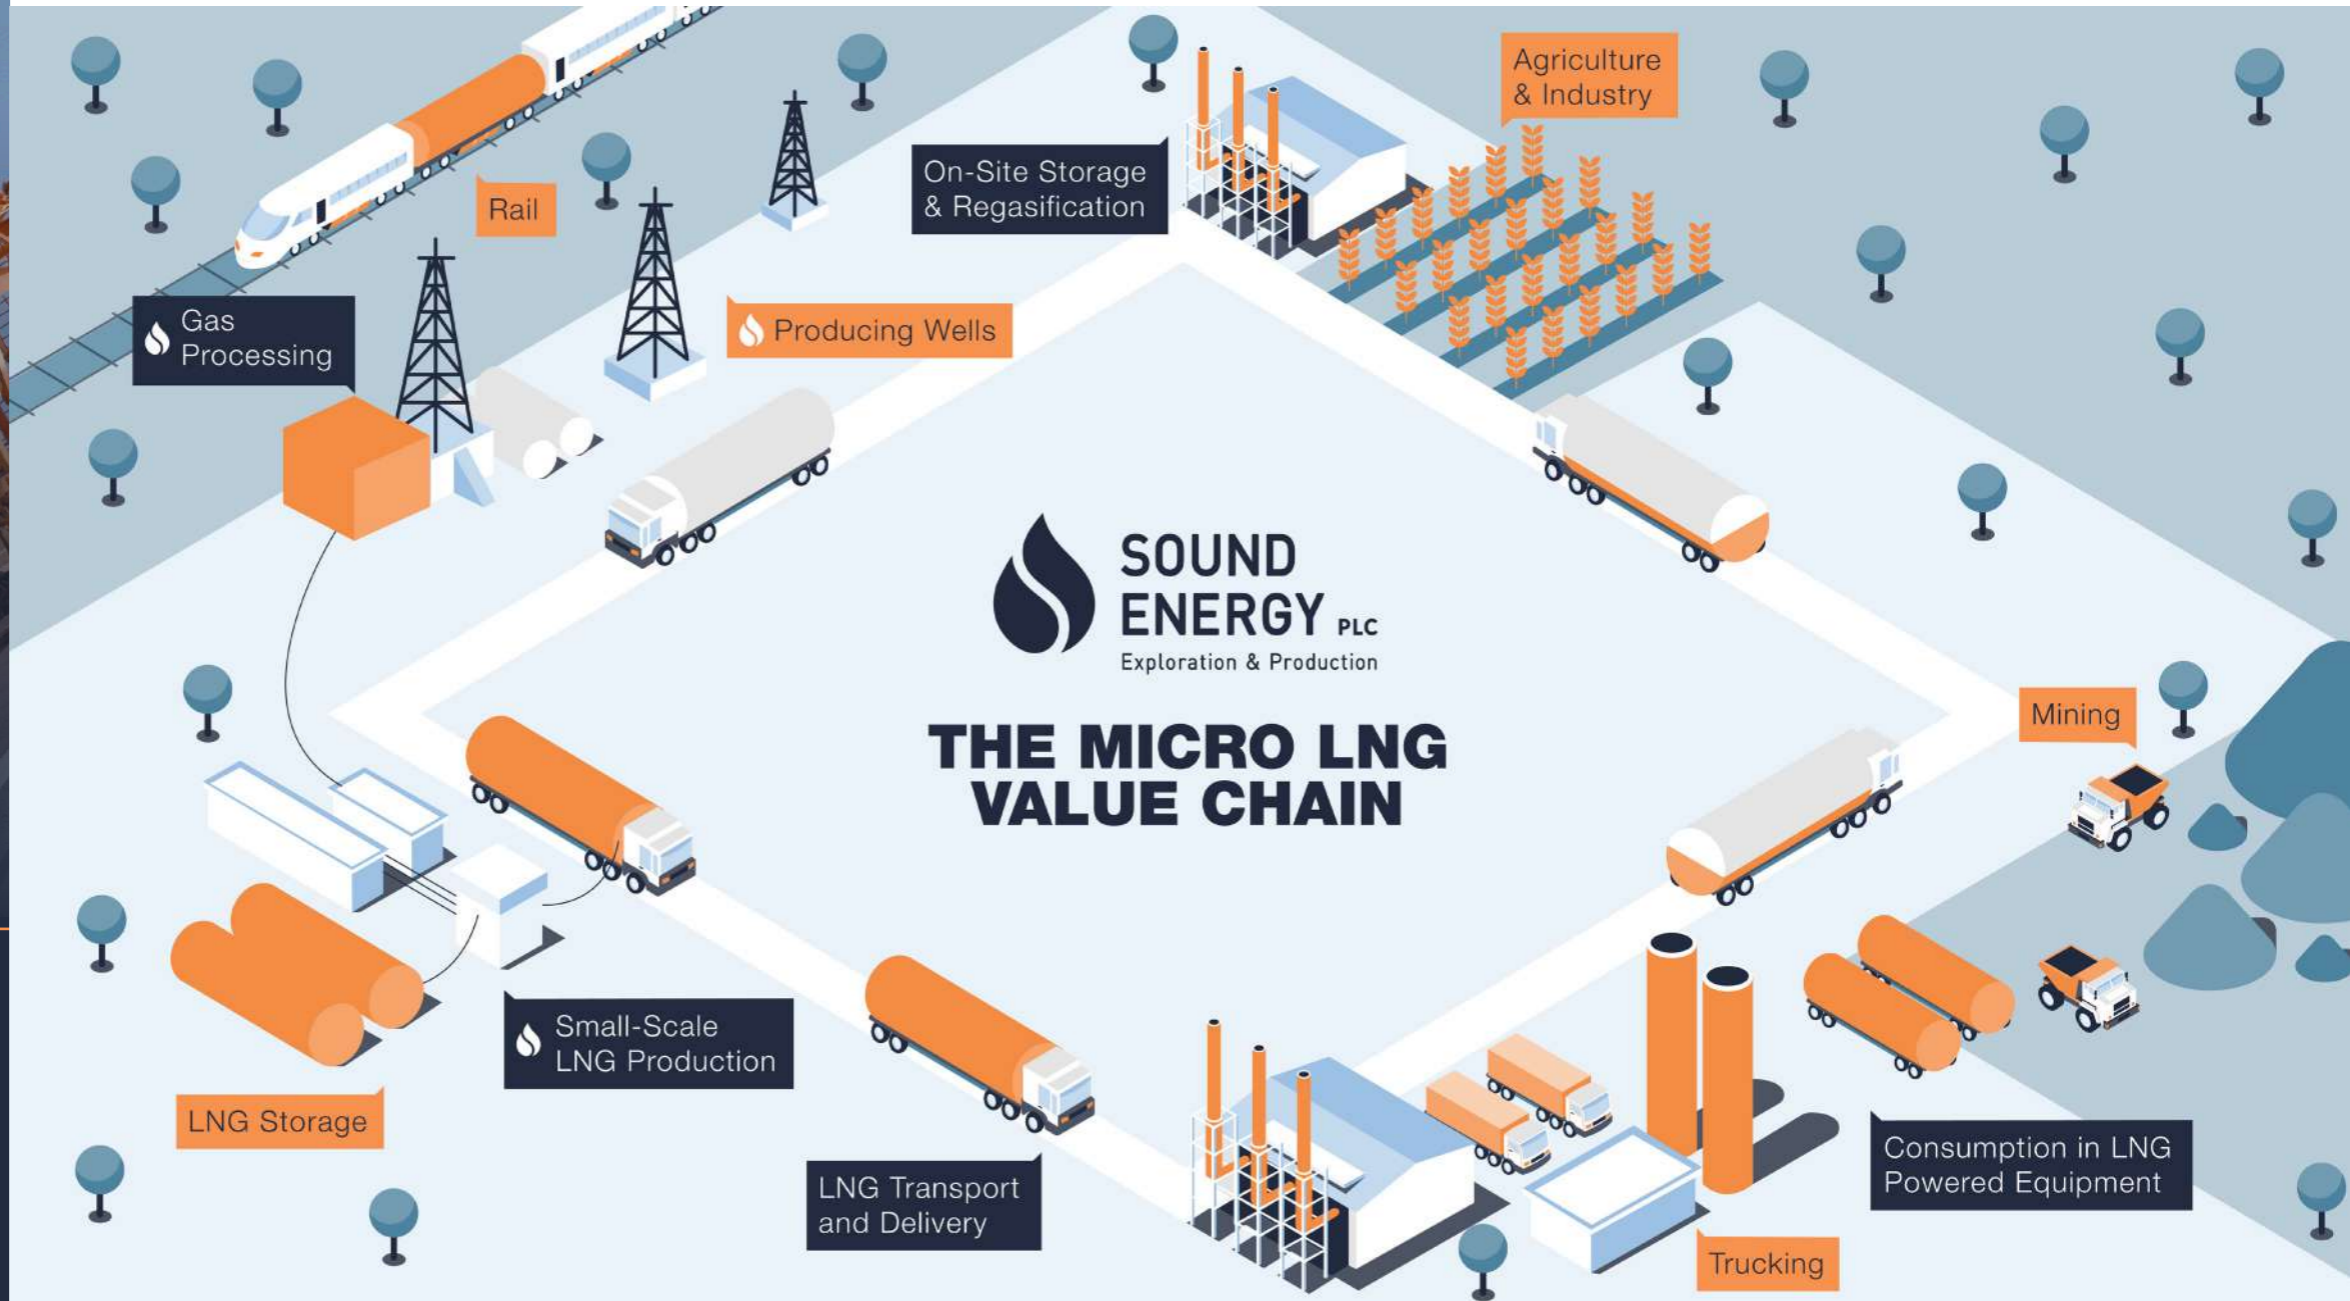 Agriculture
& Industry
On-Site Storage
& Regasification
Rail
Gas
Processing
Producing Wells
SOUND
ENERGY PLC
Exploration & Production
THE MICRO LNG
VALUE CHAIN
Mining
Small-Scale
LNG Production
LNG Storage
LNG Transport
and Delivery
Consumption in LNG
Powered Equipment
Trucking